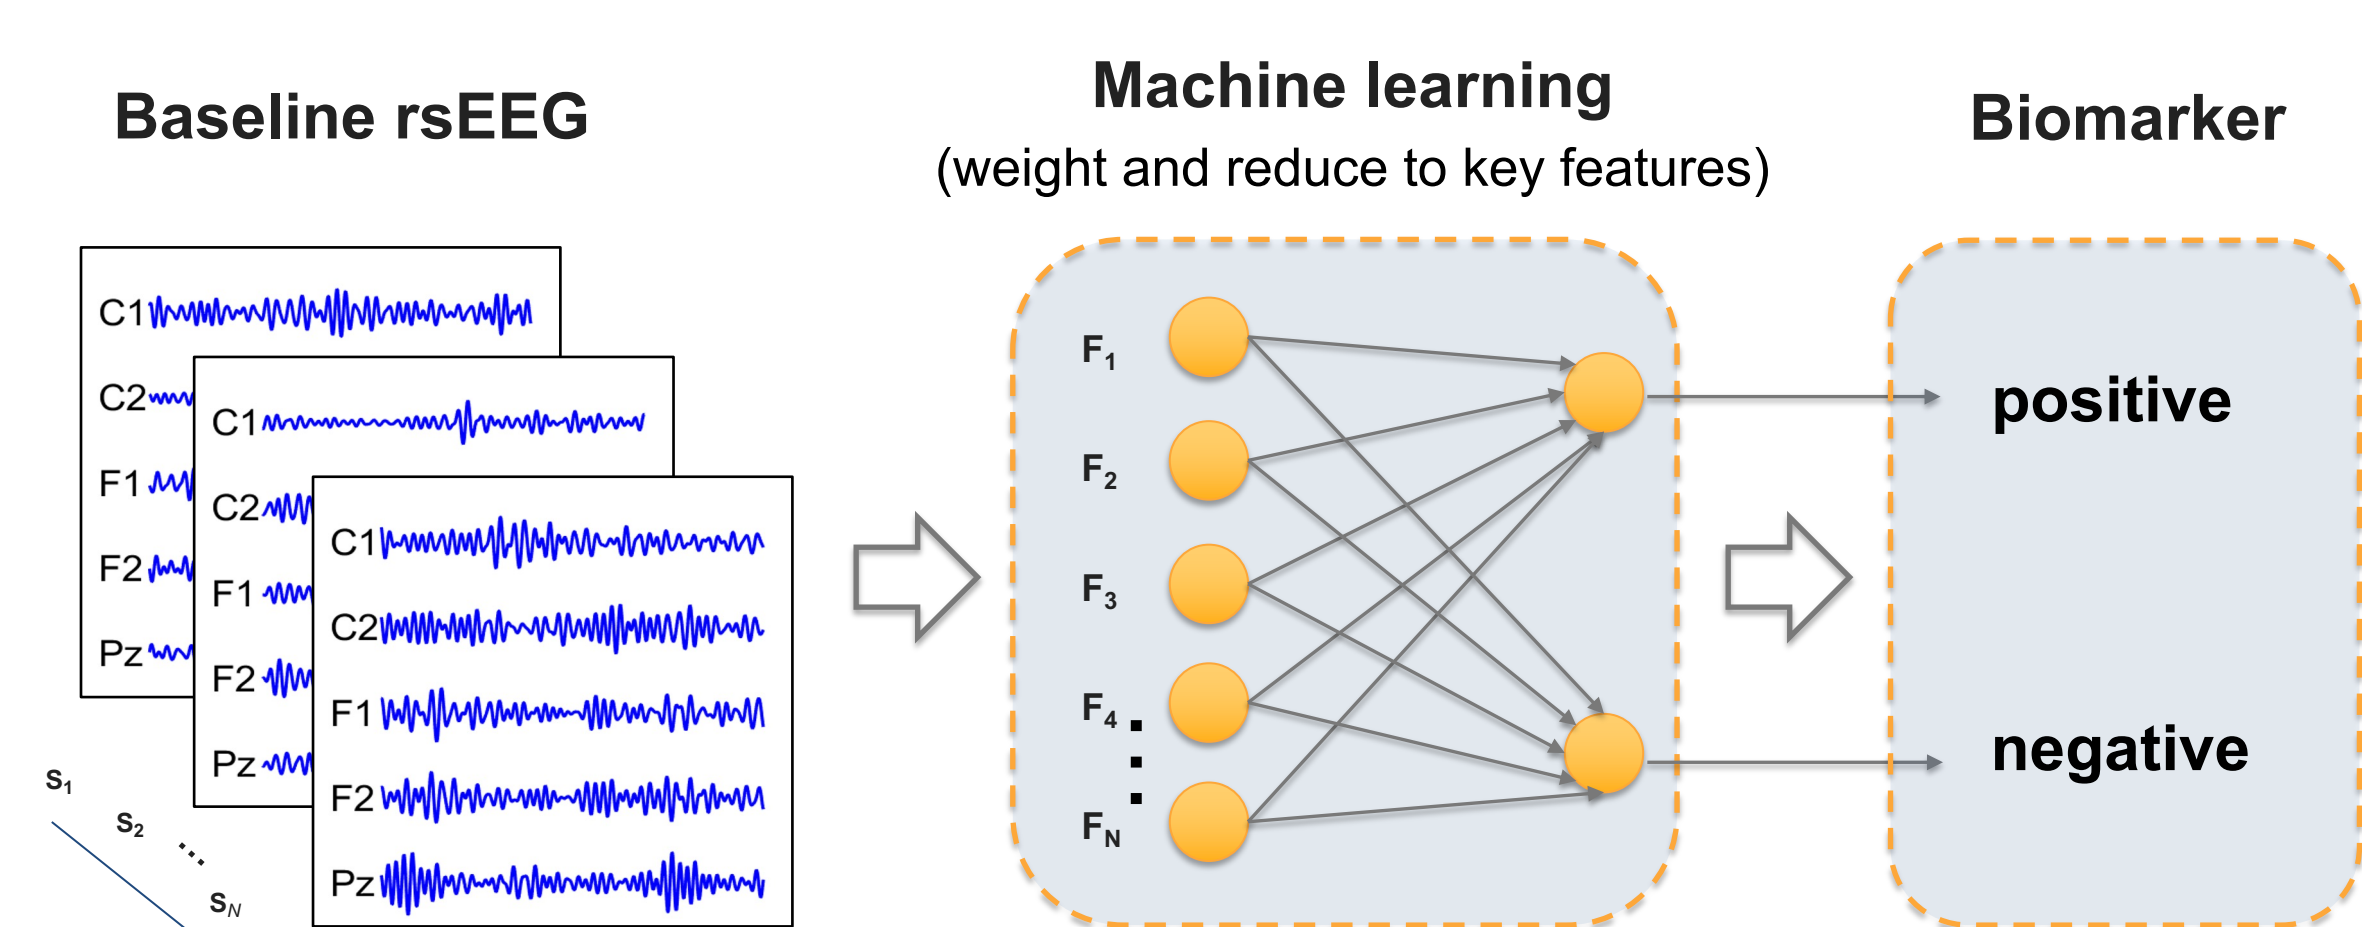 Baseline rsEEG
Machine learning
(weight and reduce to key features)
Biomarker
C1
C2
F1
F2
Pz
C1
C2
F1
F2
Pz
C1
C2
F1
F2
Pz
S1
S2
...
SN
F1
F2
F3
F4
FN
positive
negative